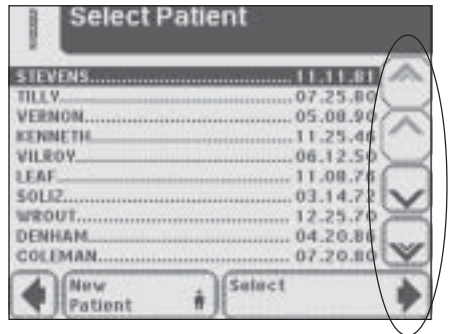 Select Patient
STEVENS........................................ 11.11.81
TILLY............................................ 07.25.80
VERNON........................................ 05.08.90
KENNETH....................................... 11.25.46
VILROY.......................................... 06.12.50
LEAF............................................. 11.08.76
SOLIZ............................................ 03.14.72
WROUT.......................................... 12.25.70
DENHAM........................................ 04.20.86
COLEMAN...................................... 07.20.80
New Patient
Select